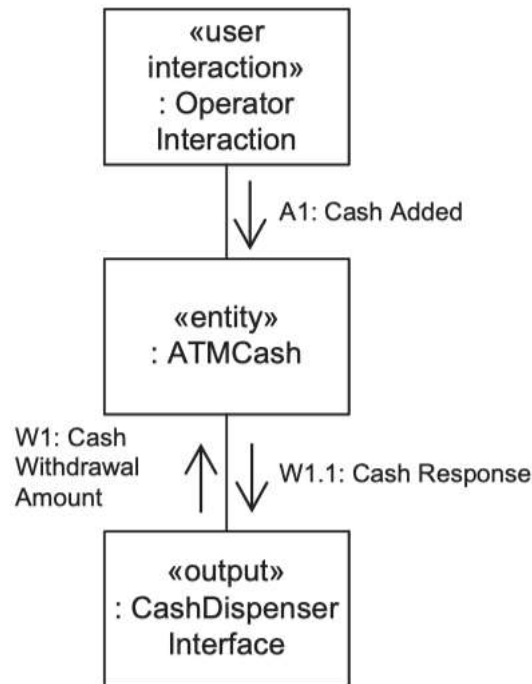 «user
interaction»
: Operator
Interaction
A1: Cash Added
«entity»
: ATMCash
W1: Cash
Withdrawal
Amount
W1.1: Cash Response
«output»
: CashDispenser
Interface